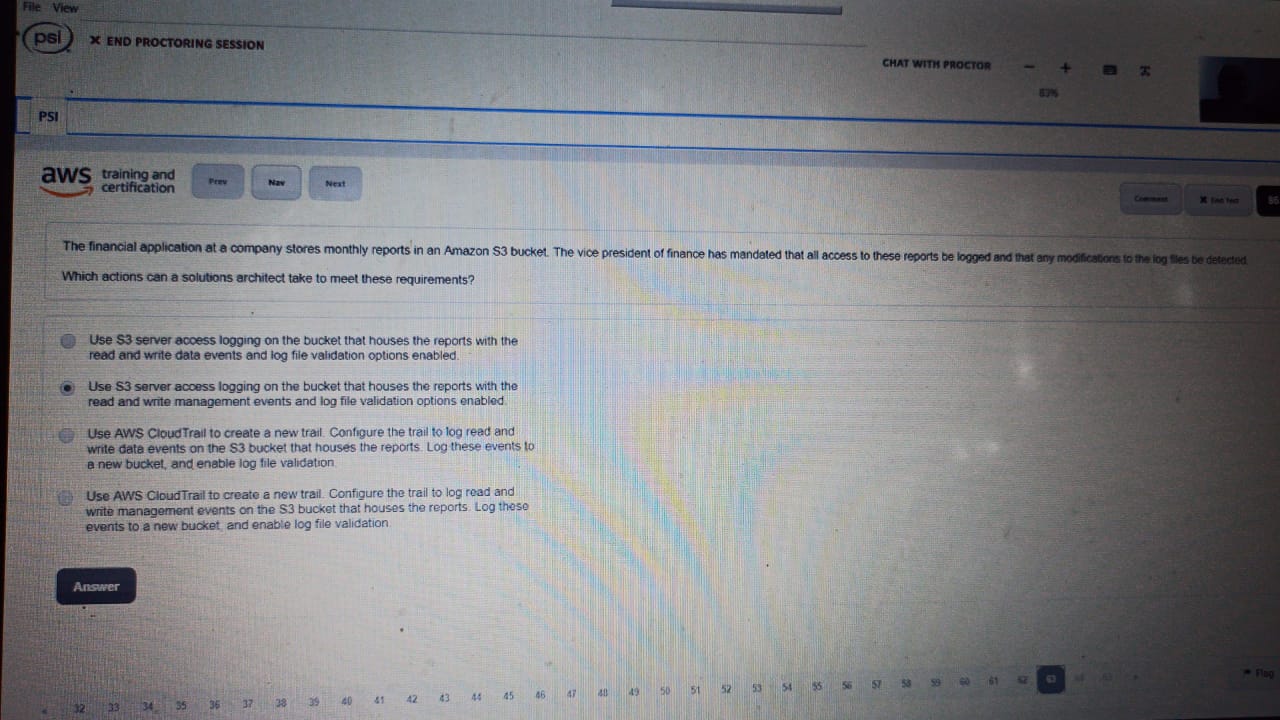 File View
psi
X END PROCTORING SESSION
CHAT WITH PROCTOR
− +
83%
PSI
aws training and certification
Prev
Nav
Next
Comment
X End Test
The financial application at a company stores monthly reports in an Amazon S3 bucket. The vice president of finance has mandated that all access to these reports be logged and that any modifications to the log files be detected.
Which actions can a solutions architect take to meet these requirements?
Use S3 server access logging on the bucket that houses the reports with the
read and write data events and log file validation options enabled.
Use S3 server access logging on the bucket that houses the reports with the
read and write management events and log file validation options enabled.
Use AWS CloudTrail to create a new trail. Configure the trail to log read and
write data events on the S3 bucket that houses the reports. Log these events to
a new bucket, and enable log file validation.
Use AWS CloudTrail to create a new trail. Configure the trail to log read and
write management events on the S3 bucket that houses the reports. Log these
events to a new bucket, and enable log file validation.
Answer
32 33 34 35 36 37 38 39 40 41 42 43 44 45 46 47 48 49 50 51 52 53 54 55 56 57 58 59 60 61 62 63
Flag